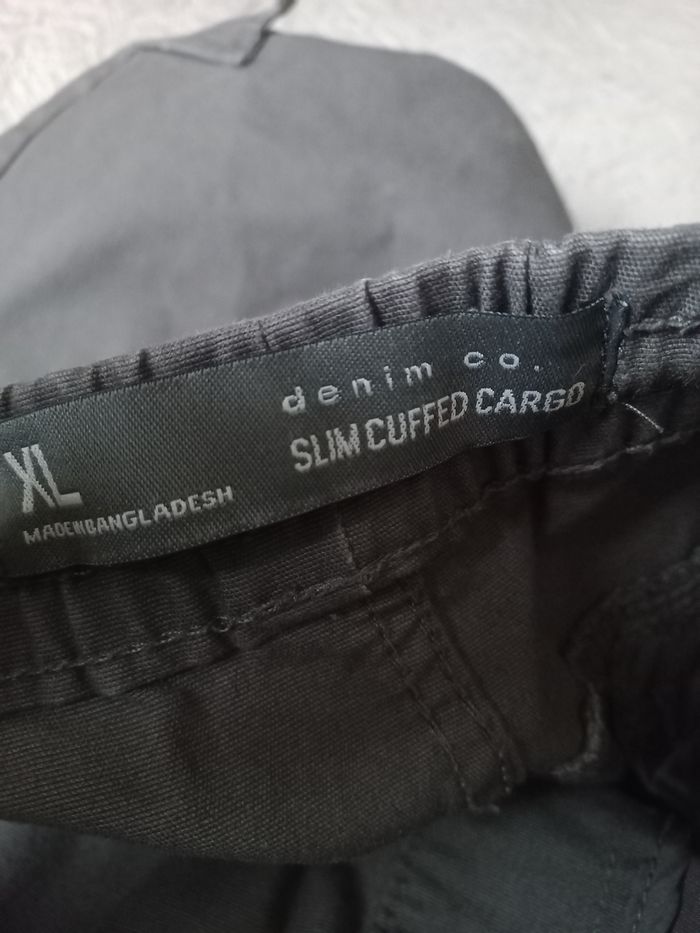 denim co.
SLIM CUFFED CARGO
XL
MADE IN BANGLADESH